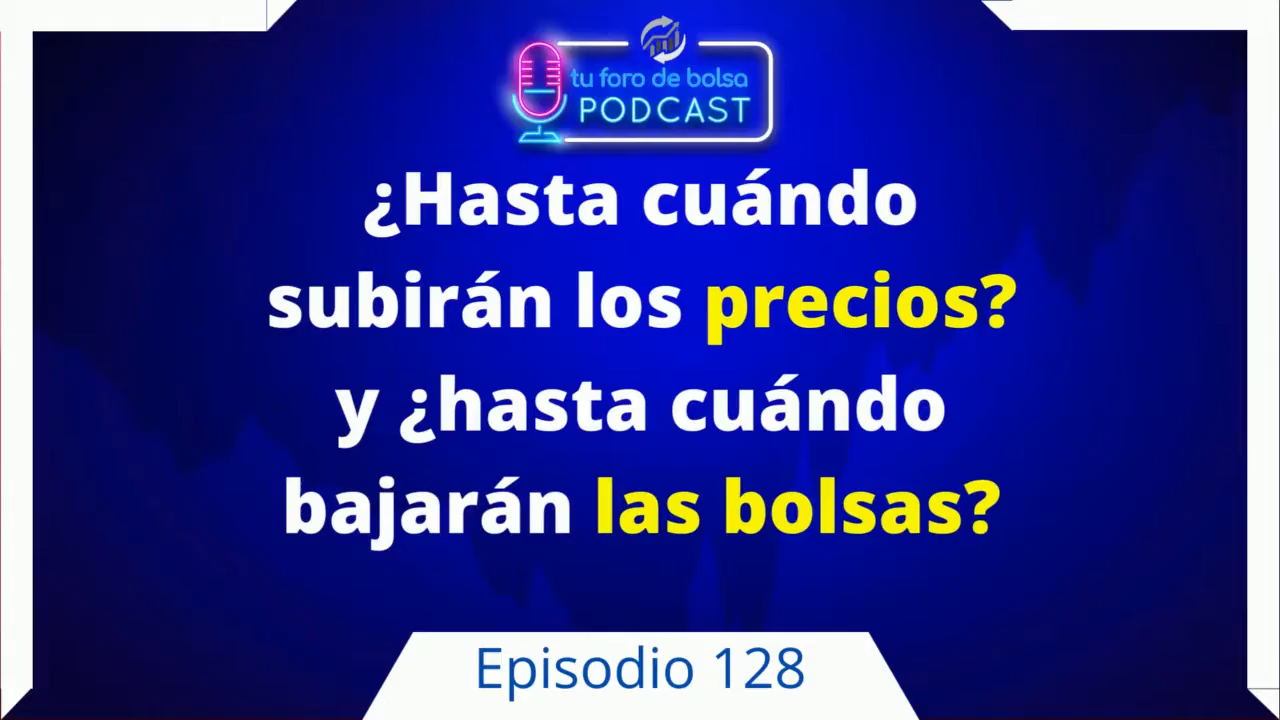 tu foro de bolsa
PODCAST
¿Hasta cuándo
subirán los precios?
y ¿hasta cuándo
bajarán las bolsas?
Episodio 128